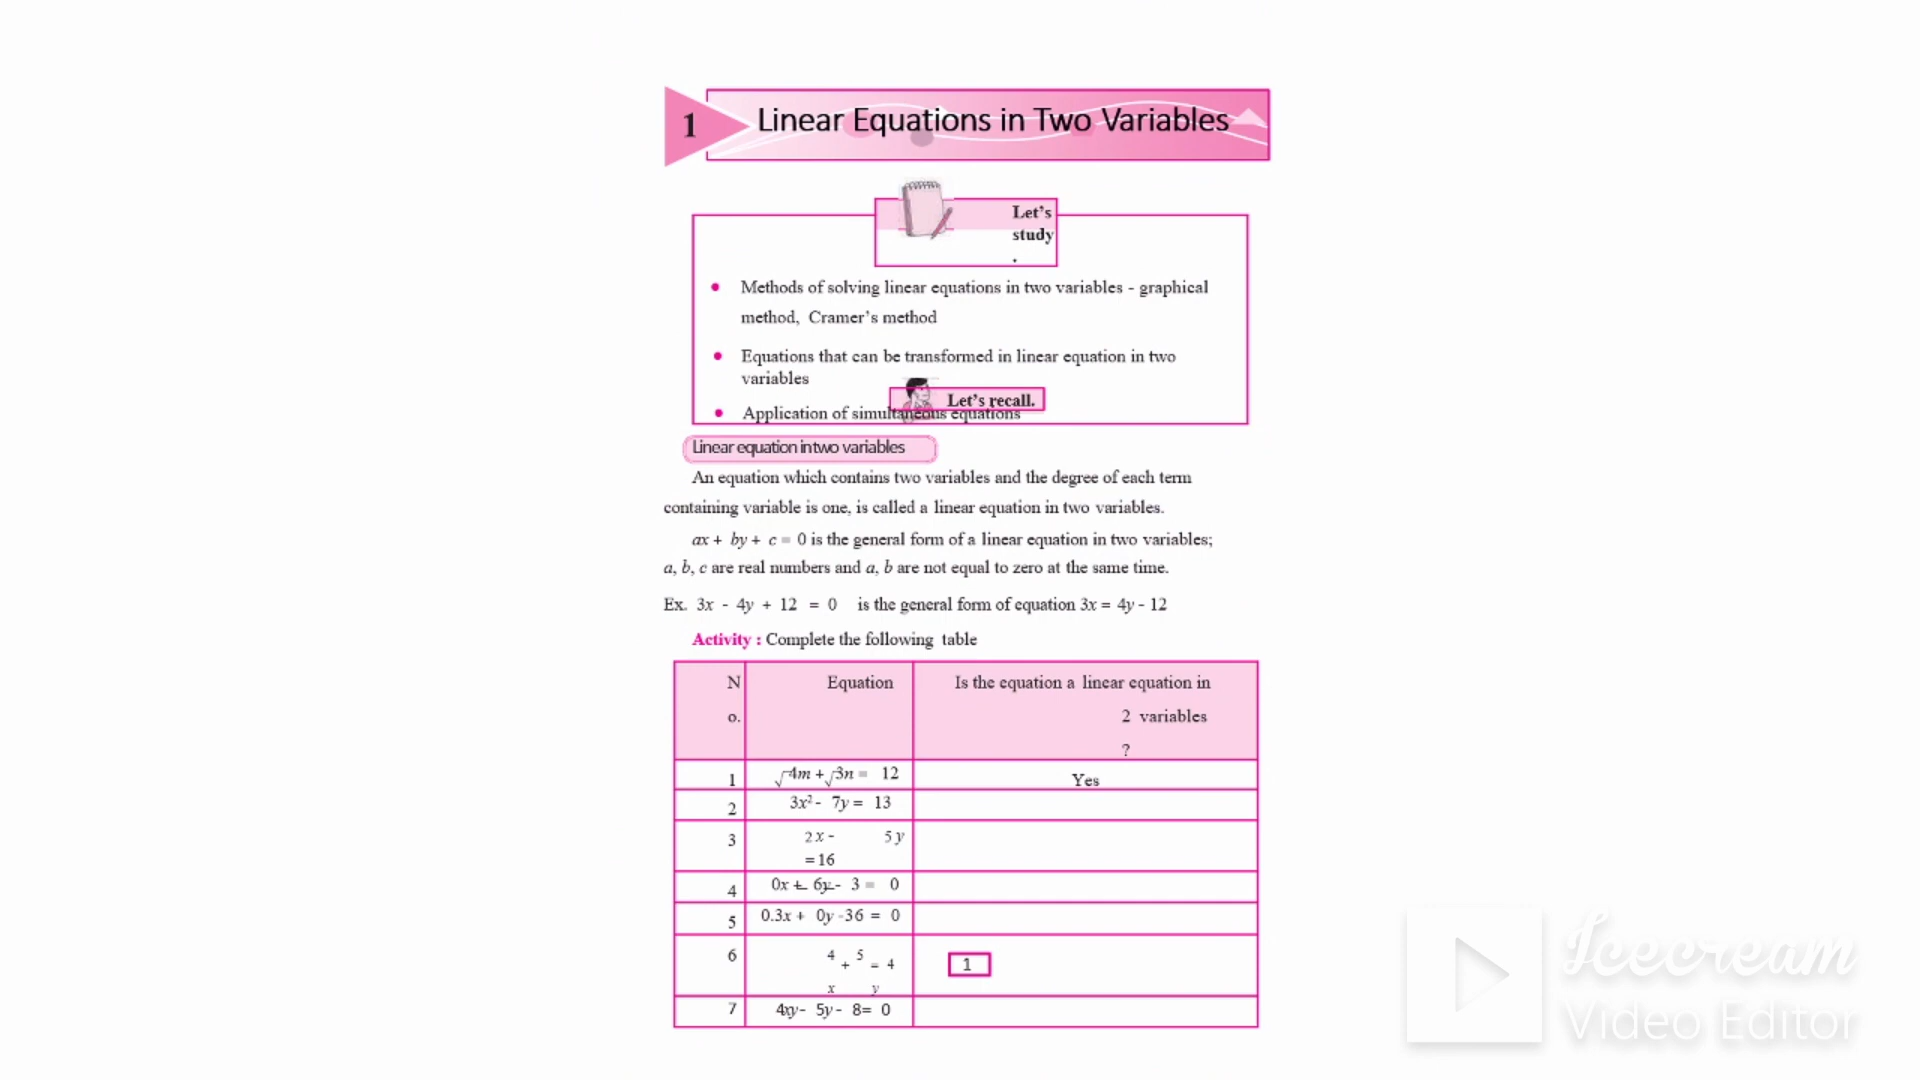 1
Linear Equations in Two Variables
Let's
study
.
• Methods of solving linear equations in two variables - graphical
method, Cramer's method
• Equations that can be transformed in linear equation in two
variables
Let's recall.
• Application of simultaneous equations
Linear equation in two variables
An equation which contains two variables and the degree of each term
containing variable is one, is called a linear equation in two variables.
ax + by + c = 0 is the general form of a linear equation in two variables;
a, b, c are real numbers and a, b are not equal to zero at the same time.
Ex. 3x - 4y + 12 = 0 is the general form of equation 3x = 4y - 12
Activity : Complete the following table
N Equation Is the equation a linear equation in
o. 2 variables
?
1 √4m + √3n = 12 Yes
2 3x² - 7y = 13
3 2x - 5y
= 16
4 0x + 6y - 3 = 0
5 0.3x + 0y -36 = 0
6 4 + 5 = 4
x y
1
7 4xy - 5y - 8 = 0
Icecream
Video Editor